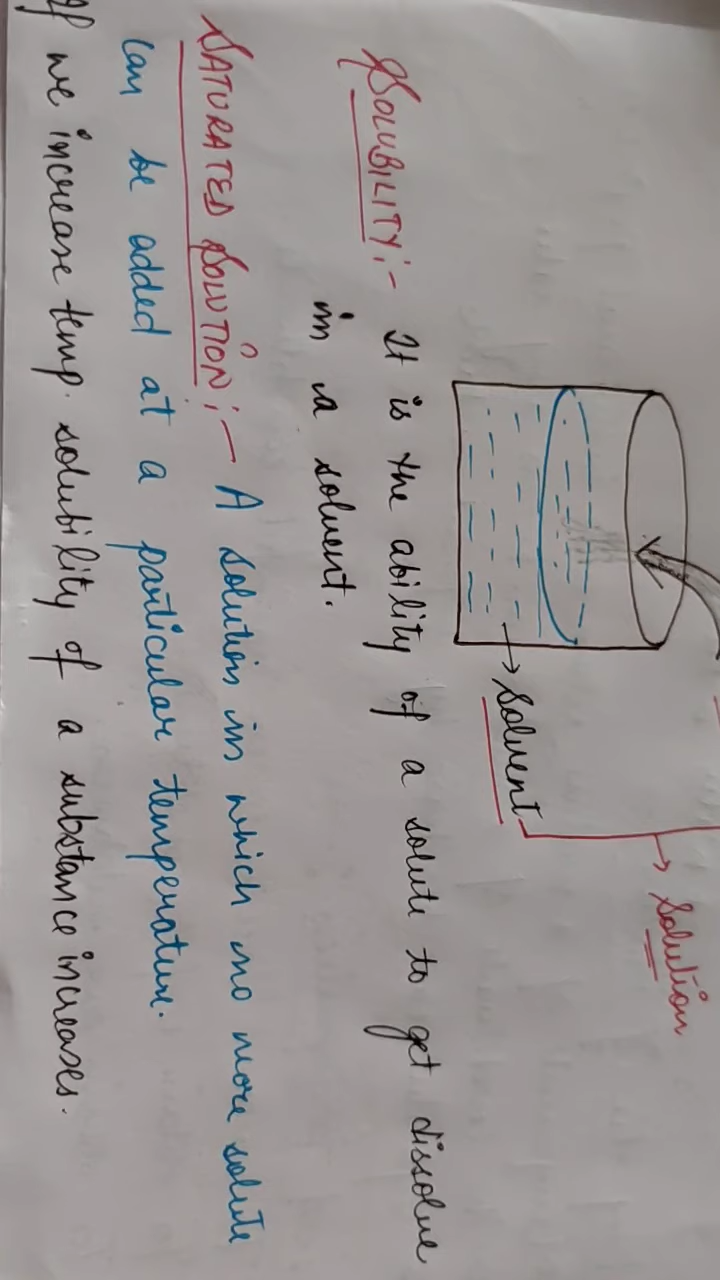 Solution
Solvent
SOLUBILITY:- It is the ability of a solute to get dissolve
in a solvent.
SATURATED SOLUTION:- A solution in which no more solute
can be added at a particular temperature.
If we increase temp. solubility of a substance increases.